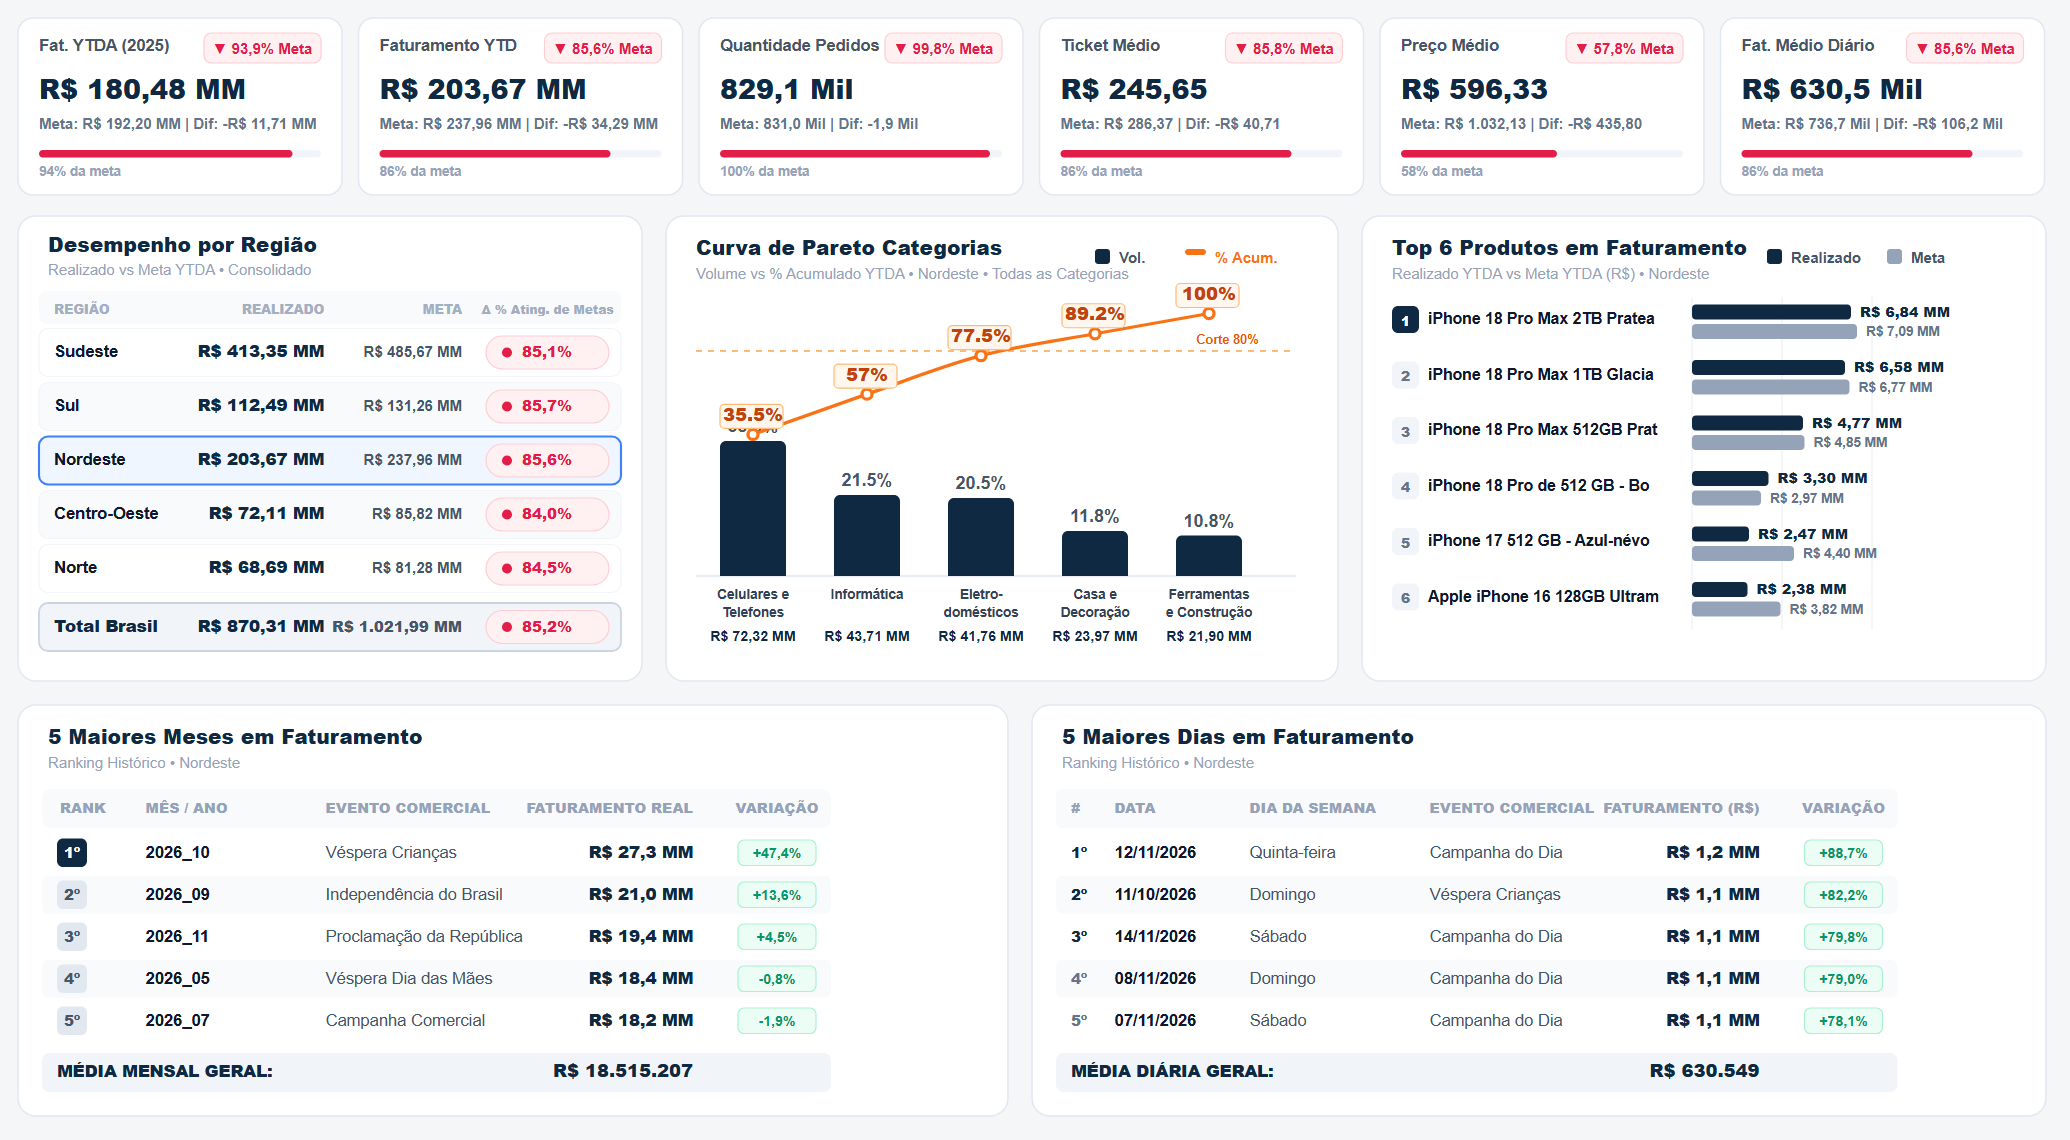 Fat. YTDA (2025)
▼ 93,9% Meta
R$ 180,48 MM
Meta: R$ 192,20 MM | Dif: -R$ 11,71 MM
94% da meta
Faturamento YTD
▼ 85,6% Meta
R$ 203,67 MM
Meta: R$ 237,96 MM | Dif: -R$ 34,29 MM
86% da meta
Quantidade Pedidos
▼ 99,8% Meta
829,1 Mil
Meta: 831,0 Mil | Dif: -1,9 Mil
100% da meta
Ticket Médio
▼ 85,8% Meta
R$ 245,65
Meta: R$ 286,37 | Dif: -R$ 40,71
86% da meta
Preço Médio
▼ 57,8% Meta
R$ 596,33
Meta: R$ 1.032,13 | Dif: -R$ 435,80
58% da meta
Fat. Médio Diário
▼ 85,6% Meta
R$ 630,5 Mil
Meta: R$ 736,7 Mil | Dif: -R$ 106,2 Mil
86% da meta
Desempenho por Região
Realizado vs Meta YTDA • Consolidado
REGIÃO REALIZADO META Δ % Ating. de Metas
Sudeste R$ 413,35 MM R$ 485,67 MM 85,1%
Sul R$ 112,49 MM R$ 131,26 MM 85,7%
Nordeste R$ 203,67 MM R$ 237,96 MM 85,6%
Centro-Oeste R$ 72,11 MM R$ 85,82 MM 84,0%
Norte R$ 68,69 MM R$ 81,28 MM 84,5%
Total Brasil R$ 870,31 MM R$ 1.021,99 MM 85,2%
Curva de Pareto Categorias
Vol. % Acum.
Volume vs % Acumulado YTDA • Nordeste • Todas as Categorias
100%
89.2%
77.5%
Corte 80%
57%
35.5%
21.5%
20.5%
11.8%
10.8%
Celulares e
Telefones
R$ 72,32 MM
Informática
R$ 43,71 MM
Eletro-
domésticos
R$ 41,76 MM
Casa e
Decoração
R$ 23,97 MM
Ferramentas
e Construção
R$ 21,90 MM
Top 6 Produtos em Faturamento
Realizado Meta
Realizado YTDA vs Meta YTDA (R$) • Nordeste
1 iPhone 18 Pro Max 2TB Pratea R$ 6,84 MM
R$ 7,09 MM
2 iPhone 18 Pro Max 1TB Glacia R$ 6,58 MM
R$ 6,77 MM
3 iPhone 18 Pro Max 512GB Prat R$ 4,77 MM
R$ 4,85 MM
4 iPhone 18 Pro de 512 GB - Bo R$ 3,30 MM
R$ 2,97 MM
5 iPhone 17 512 GB - Azul-névo R$ 2,47 MM
R$ 4,40 MM
6 Apple iPhone 16 128GB Ultram R$ 2,38 MM
R$ 3,82 MM
5 Maiores Meses em Faturamento
Ranking Histórico • Nordeste
RANK MÊS / ANO EVENTO COMERCIAL FATURAMENTO REAL VARIAÇÃO
1º 2026_10 Véspera Crianças R$ 27,3 MM +47,4%
2º 2026_09 Independência do Brasil R$ 21,0 MM +13,6%
3º 2026_11 Proclamação da República R$ 19,4 MM +4,5%
4º 2026_05 Véspera Dia das Mães R$ 18,4 MM -0,8%
5º 2026_07 Campanha Comercial R$ 18,2 MM -1,9%
MÉDIA MENSAL GERAL: R$ 18.515.207
5 Maiores Dias em Faturamento
Ranking Histórico • Nordeste
# DATA DIA DA SEMANA EVENTO COMERCIAL FATURAMENTO (R$) VARIAÇÃO
1º 12/11/2026 Quinta-feira Campanha do Dia R$ 1,2 MM +88,7%
2º 11/10/2026 Domingo Véspera Crianças R$ 1,1 MM +82,2%
3º 14/11/2026 Sábado Campanha do Dia R$ 1,1 MM +79,8%
4º 08/11/2026 Domingo Campanha do Dia R$ 1,1 MM +79,0%
5º 07/11/2026 Sábado Campanha do Dia R$ 1,1 MM +78,1%
MÉDIA DIÁRIA GERAL: R$ 630.549